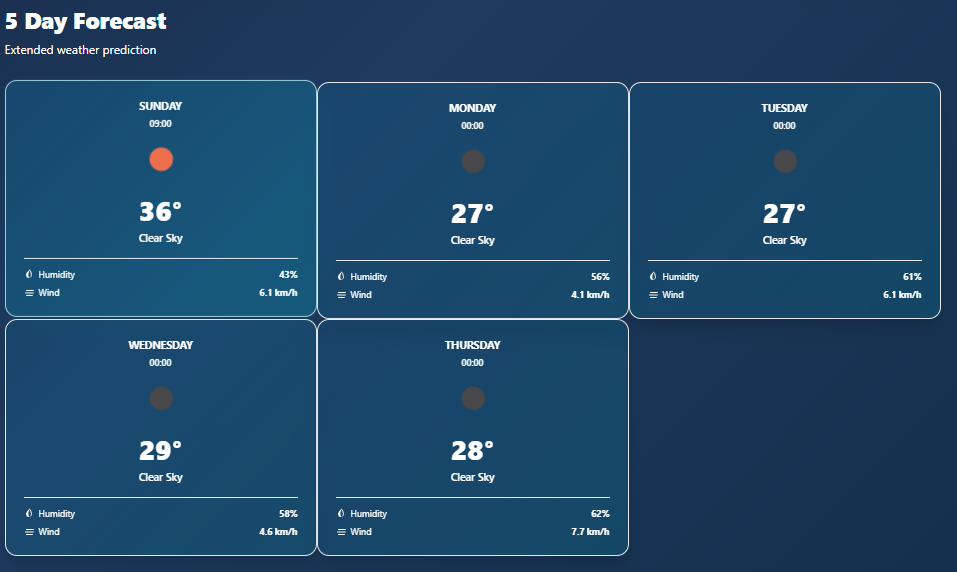 5 Day Forecast
Extended weather prediction
SUNDAY
09:00
36°
Clear Sky
Humidity 43%
Wind 6.1 km/h
MONDAY
00:00
27°
Clear Sky
Humidity 56%
Wind 4.1 km/h
TUESDAY
00:00
27°
Clear Sky
Humidity 61%
Wind 6.1 km/h
WEDNESDAY
00:00
29°
Clear Sky
Humidity 58%
Wind 4.6 km/h
THURSDAY
00:00
28°
Clear Sky
Humidity 62%
Wind 7.7 km/h